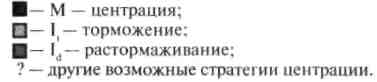 — M — центрация;
— I_t — торможение;
— I_d — растормаживание;
? — другие возможные стратегии центрации.